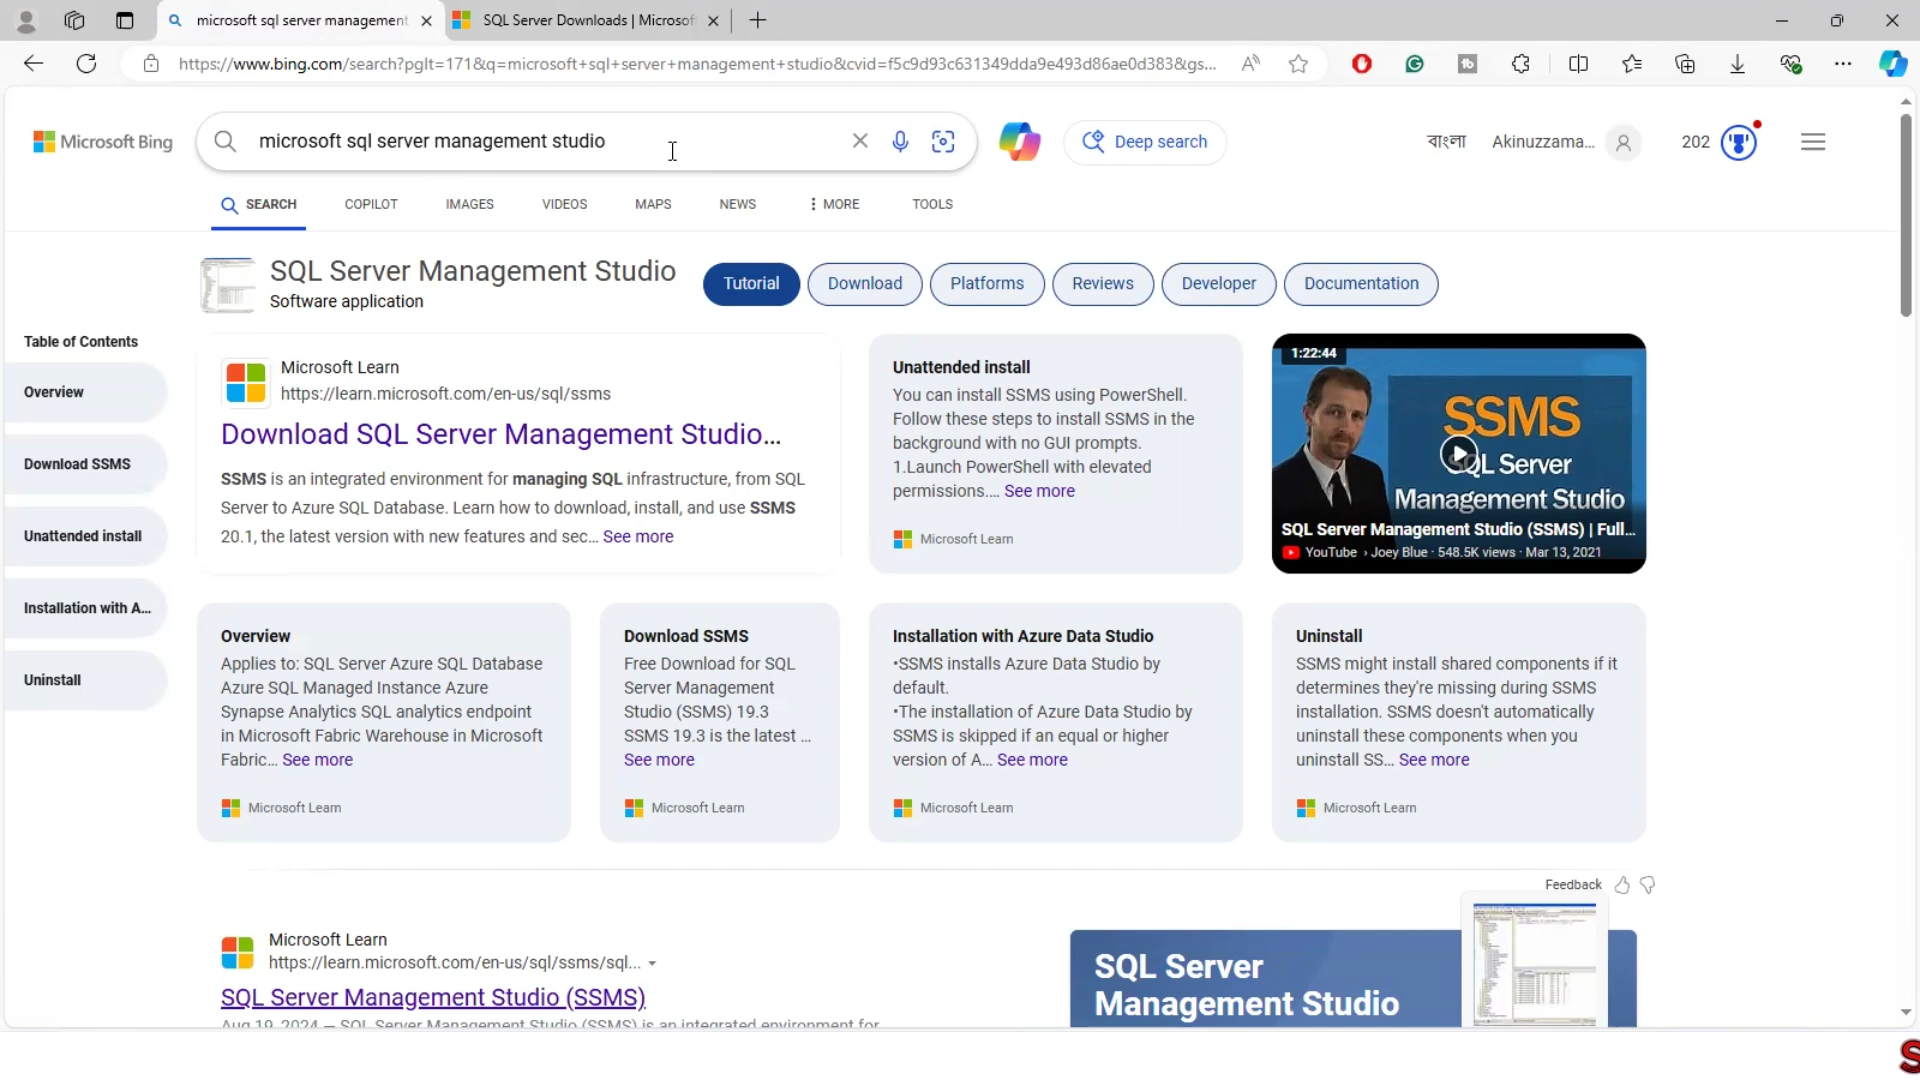 microsoft sql server management
SQL Server Downloads | Microsof
https://www.bing.com/search?pglt=171&q=microsoft+sql+server+management+studio&cvid=f5c9d93c631349dda9e493d86ae0d383&gs...
Microsoft Bing
microsoft sql server management studio
Deep search
বাংলা
Akinuzzama...
202
SEARCH
COPILOT
IMAGES
VIDEOS
MAPS
NEWS
MORE
TOOLS
SQL Server Management Studio
Software application
Tutorial
Download
Platforms
Reviews
Developer
Documentation
Table of Contents
Overview
Download SSMS
Unattended install
Installation with A...
Uninstall
Microsoft Learn
https://learn.microsoft.com/en-us/sql/ssms
Download SQL Server Management Studio...
SSMS is an integrated environment for managing SQL infrastructure, from SQL
Server to Azure SQL Database. Learn how to download, install, and use SSMS
20.1, the latest version with new features and sec... See more
Unattended install
You can install SSMS using PowerShell.
Follow these steps to install SSMS in the
background with no GUI prompts.
1.Launch PowerShell with elevated
permissions.... See more
Microsoft Learn
1:22:44
SSMS
SQL Server
Management Studio
SQL Server Management Studio (SSMS) | Full...
YouTube › Joey Blue · 548.5K views · Mar 13, 2021
Overview
Applies to: SQL Server Azure SQL Database
Azure SQL Managed Instance Azure
Synapse Analytics SQL analytics endpoint
in Microsoft Fabric Warehouse in Microsoft
Fabric... See more
Microsoft Learn
Download SSMS
Free Download for SQL
Server Management
Studio (SSMS) 19.3
SSMS 19.3 is the latest ...
See more
Microsoft Learn
Installation with Azure Data Studio
•SSMS installs Azure Data Studio by
default.
•The installation of Azure Data Studio by
SSMS is skipped if an equal or higher
version of A... See more
Microsoft Learn
Uninstall
SSMS might install shared components if it
determines they're missing during SSMS
installation. SSMS doesn't automatically
uninstall these components when you
uninstall SS... See more
Microsoft Learn
Feedback
Microsoft Learn
https://learn.microsoft.com/en-us/sql/ssms/sql...
SQL Server Management Studio (SSMS)
Aug 19, 2024 — SQL Server Management Studio (SSMS) is an integrated environment for
SQL Server
Management Studio